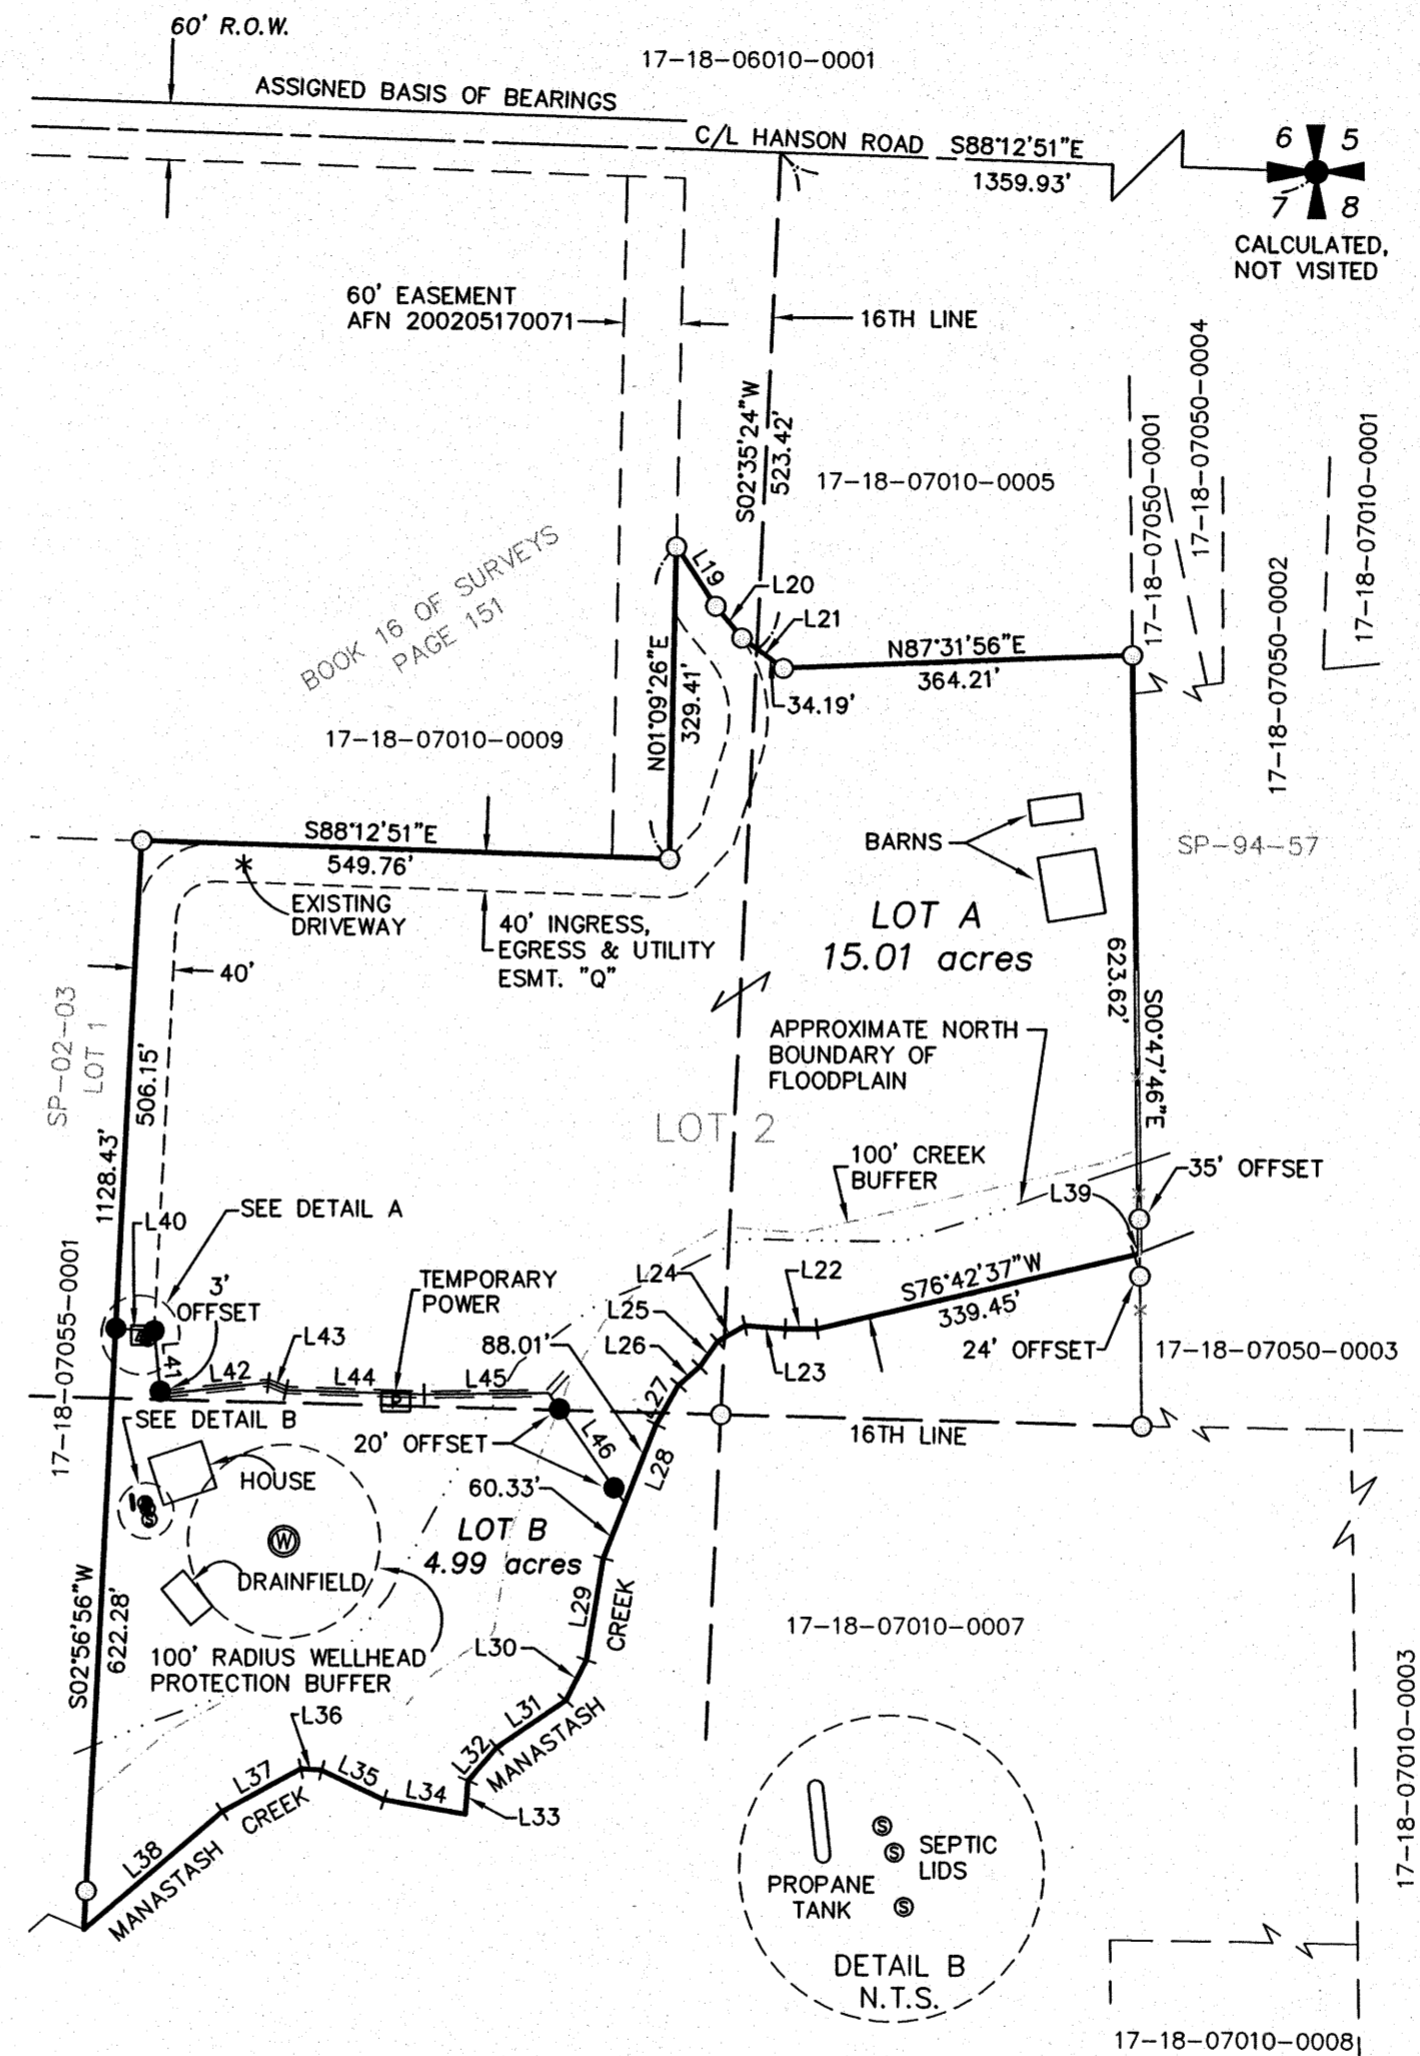 60' R.O.W.
17-18-06010-0001
ASSIGNED BASIS OF BEARINGS
C/L HANSON ROAD S88°12'51"E
1359.93'
6 5
7 8
CALCULATED,
NOT VISITED
60' EASEMENT
AFN 200205170071
16TH LINE
S02°35'24"W
523.42'
17-18-07010-0005
17-18-07050-0001
17-18-07050-0004
17-18-07050-0002
17-18-07010-0001
BOOK 16 OF SURVEYS
PAGE 151
L19
L20
L21
N87°31'56"E
364.21'
34.19'
N01°09'26"E
329.41'
17-18-07010-0009
S88°12'51"E
549.76'
EXISTING
DRIVEWAY
40' INGRESS,
EGRESS & UTILITY
ESMT. "Q"
40'
BARNS
SP-94-57
LOT A
15.01 acres
623.62'
S00°47'46"E
SP-02-03
LOT 1
506.15'
1128.43'
APPROXIMATE NORTH
BOUNDARY OF
FLOODPLAIN
LOT 2
100' CREEK
BUFFER
L39
35' OFFSET
L40
SEE DETAIL A
3'
OFFSET
TEMPORARY
POWER
L24
L22
S76°42'37"W
339.45'
L25
L26
88.01'
L23
24' OFFSET
17-18-07050-0003
17-18-07055-0001
L41
L42
L43
L44
P
L45
L27
SEE DETAIL B
20' OFFSET
L46
L28
16TH LINE
HOUSE
60.33'
W
LOT B
4.99 acres
DRAINFIELD
S
L29
CREEK
S02°56'56"W
622.28'
100' RADIUS WELLHEAD
PROTECTION BUFFER
L30
17-18-07010-0007
17-18-07010-0003
L36
L31
L32
MANASTASH
L37
CREEK
L35
L34
L33
L38
MANASTASH
S
S
SEPTIC
LIDS
S
PROPANE
TANK
DETAIL B
N.T.S.
17-18-07010-0008